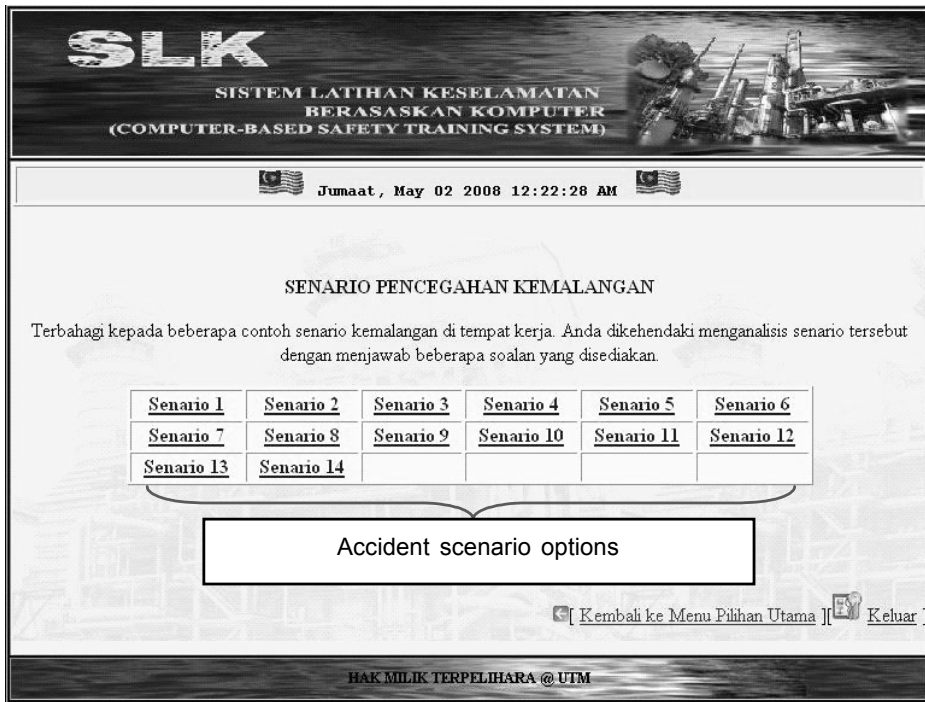 SLK
SISTEM LATIHAN KESELAMATAN
BERASASKAN KOMPUTER
(COMPUTER-BASED SAFETY TRAINING SYSTEM)
Jumaat, May 02 2008 12:22:28 AM
SENARIO PENCEGAHAN KEMALANGAN
Terbahagi kepada beberapa contoh senario kemalangan di tempat kerja. Anda dikehendaki menganalisis senario tersebut
dengan menjawab beberapa soalan yang disediakan.
Senario 1 Senario 2 Senario 3 Senario 4 Senario 5 Senario 6
Senario 7 Senario 8 Senario 9 Senario 10 Senario 11 Senario 12
Senario 13 Senario 14
Accident scenario options
[ Kembali ke Menu Pilihan Utama ][ Keluar ]
HAK MILIK TERPELIHARA @ UTM